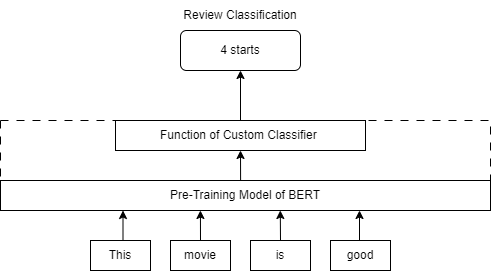 Review Classification
4 starts
Function of Custom Classifier
Pre-Training Model of BERT
This movie is good